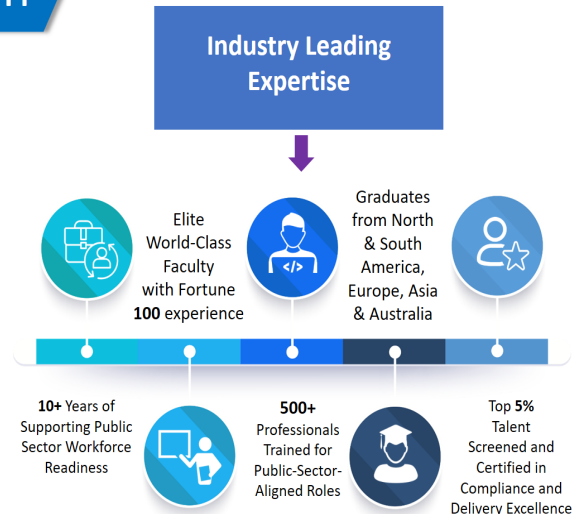 Industry Leading
Expertise
Elite
World-Class
Faculty
with Fortune
100 experience
Graduates
from North
& South
America,
Europe, Asia
& Australia
</>
10+ Years of
Supporting Public
Sector Workforce
Readiness
500+
Professionals
Trained for
Public-Sector-
Aligned Roles
Top 5%
Talent
Screened and
Certified in
Compliance and
Delivery Excellence